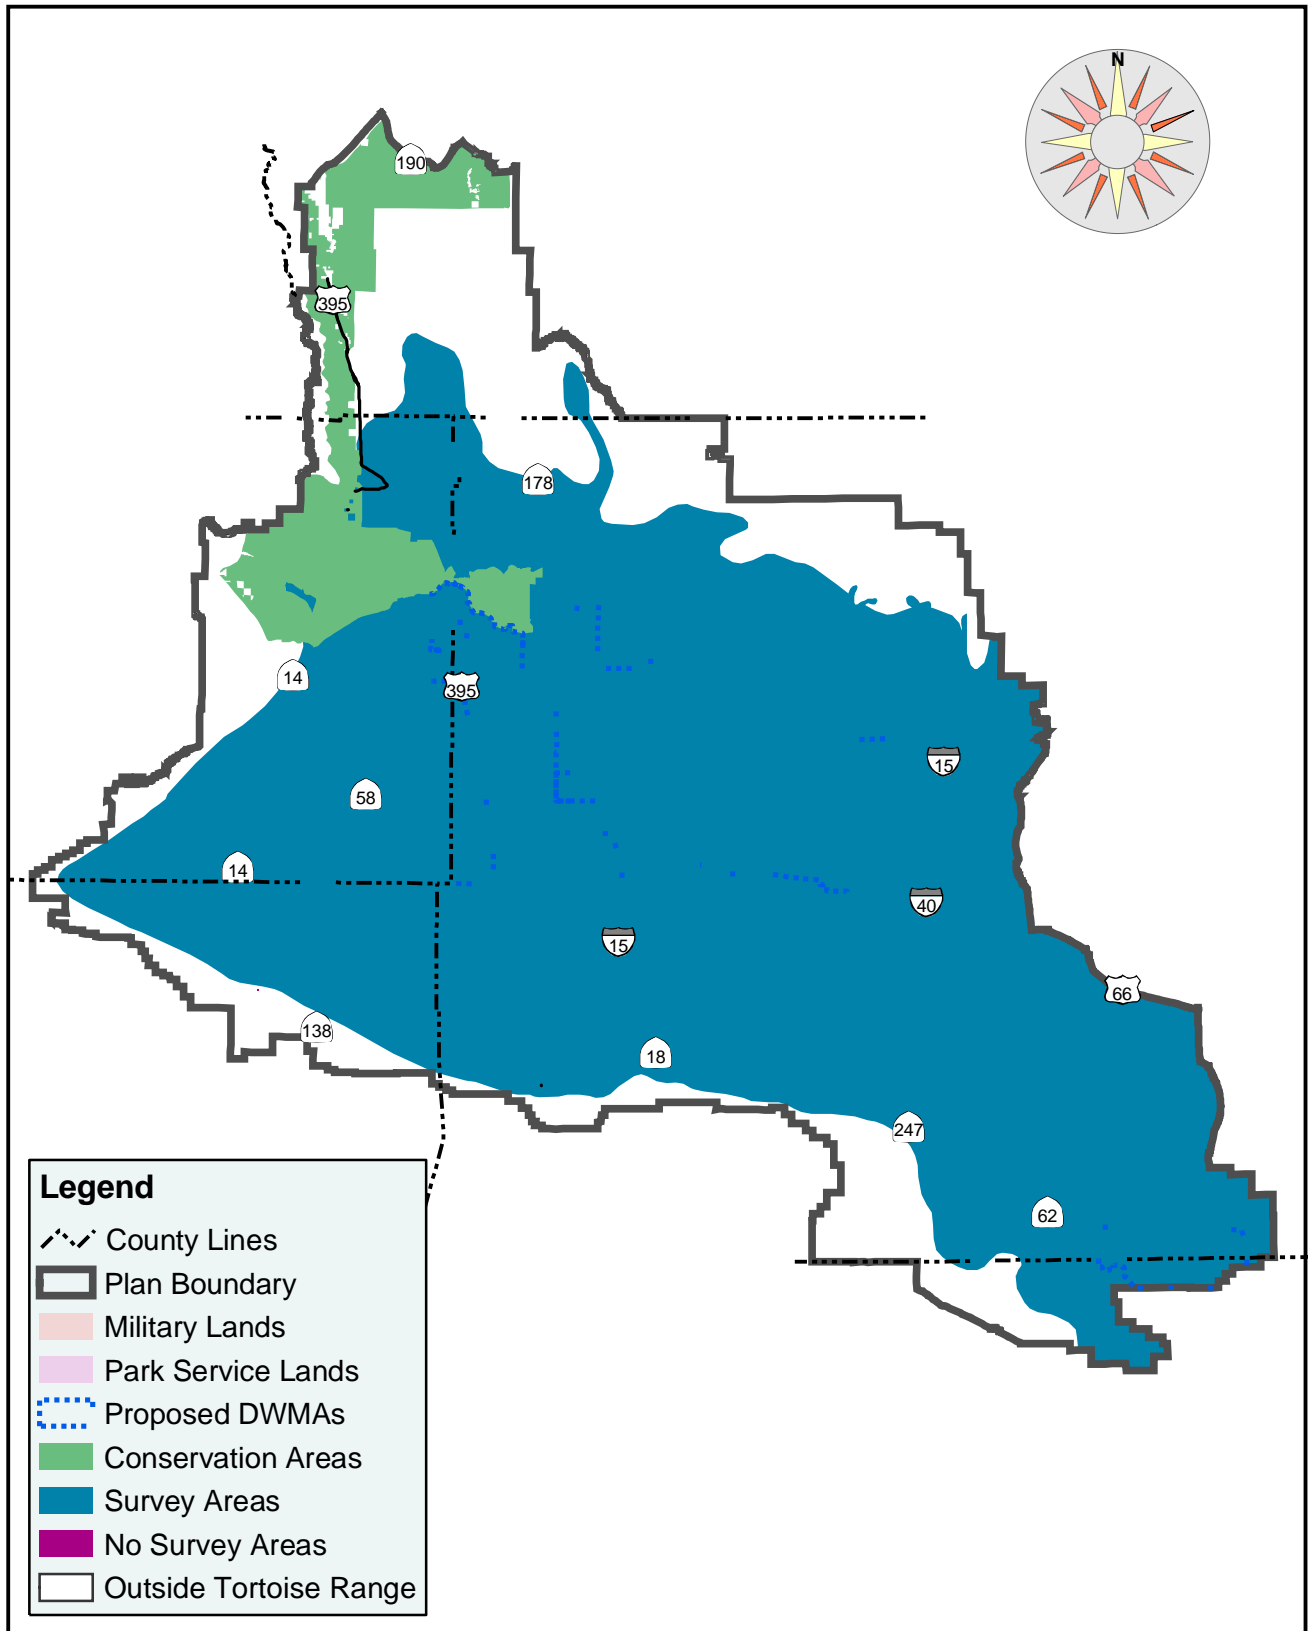 N
190
395
178
14
395
15
58
14
40
15
66
138
18
247
62
Legend
County Lines
Plan Boundary
Military Lands
Park Service Lands
Proposed DWMAs
Conservation Areas
Survey Areas
No Survey Areas
Outside Tortoise Range